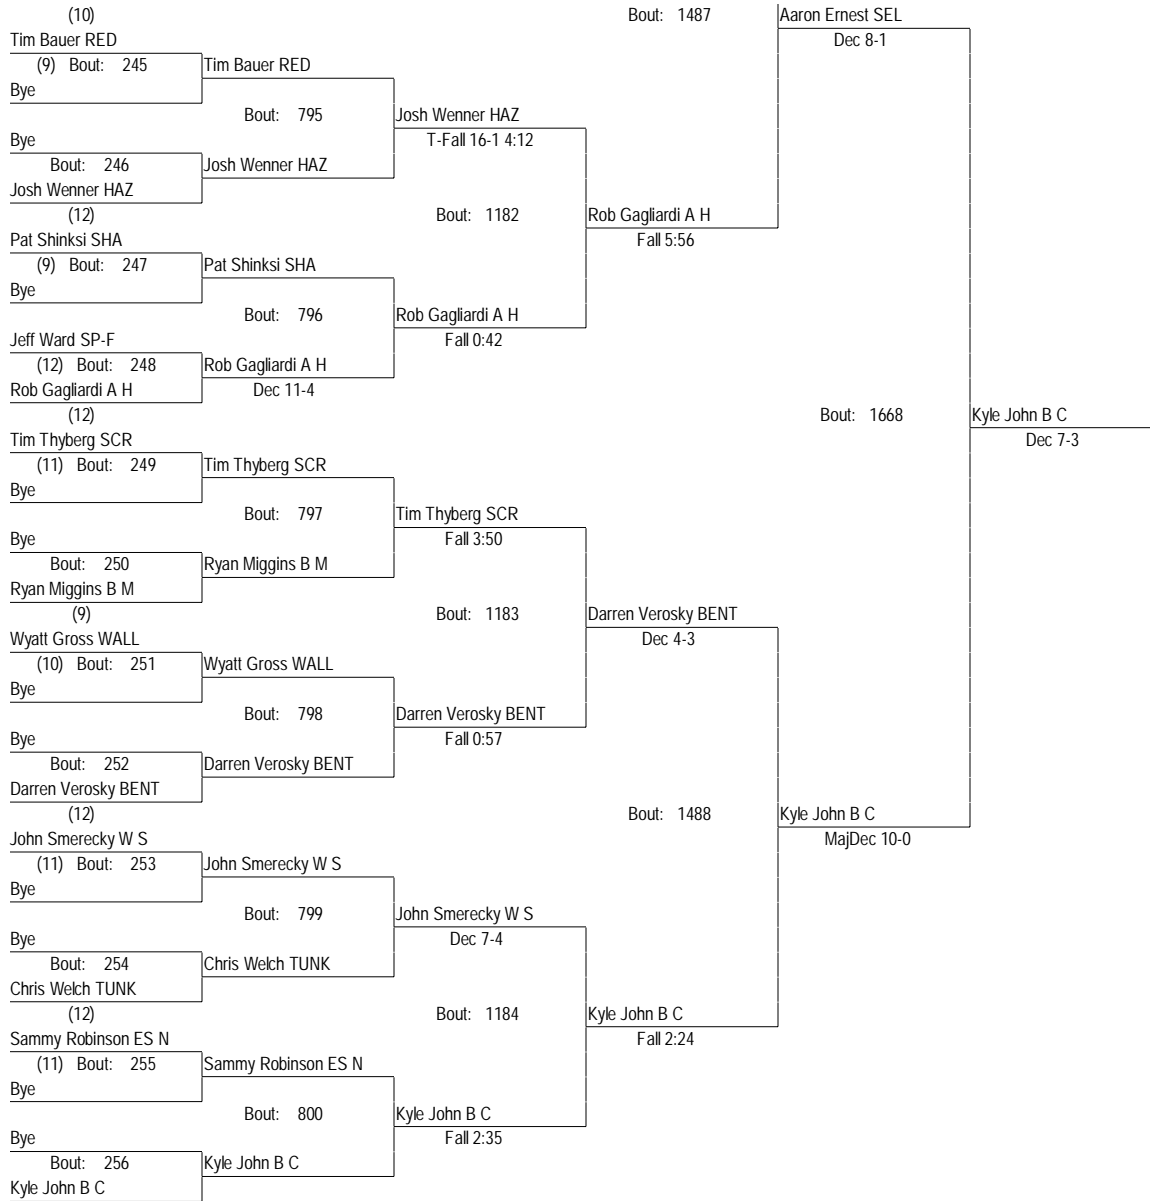 (10) Bout: 1487 Aaron Ernest SEL
Tim Bauer RED Dec 8-1
(9) Bout: 245 Tim Bauer RED
Bye
Bout: 795 Josh Wenner HAZ
Bye T-Fall 16-1 4:12
Bout: 246 Josh Wenner HAZ
Josh Wenner HAZ
(12) Bout: 1182 Rob Gagliardi A H
Pat Shinksi SHA Fall 5:56
(9) Bout: 247 Pat Shinksi SHA
Bye
Bout: 796 Rob Gagliardi A H
Jeff Ward SP-F Fall 0:42
(12) Bout: 248 Rob Gagliardi A H
Rob Gagliardi A H Dec 11-4
(12) Bout: 1668 Kyle John B C
Tim Thyberg SCR Dec 7-3
(11) Bout: 249 Tim Thyberg SCR
Bye
Bout: 797 Tim Thyberg SCR
Bye Fall 3:50
Bout: 250 Ryan Miggins B M
Ryan Miggins B M
(9) Bout: 1183 Darren Verosky BENT
Wyatt Gross WALL Dec 4-3
(10) Bout: 251 Wyatt Gross WALL
Bye
Bout: 798 Darren Verosky BENT
Bye Fall 0:57
Bout: 252 Darren Verosky BENT
Darren Verosky BENT
(12) Bout: 1488 Kyle John B C
John Smerecky W S MajDec 10-0
(11) Bout: 253 John Smerecky W S
Bye
Bout: 799 John Smerecky W S
Bye Dec 7-4
Bout: 254 Chris Welch TUNK
Chris Welch TUNK
(12) Bout: 1184 Kyle John B C
Sammy Robinson ES N Fall 2:24
(11) Bout: 255 Sammy Robinson ES N
Bye
Bout: 800 Kyle John B C
Bye Fall 2:35
Bout: 256 Kyle John B C
Kyle John B C